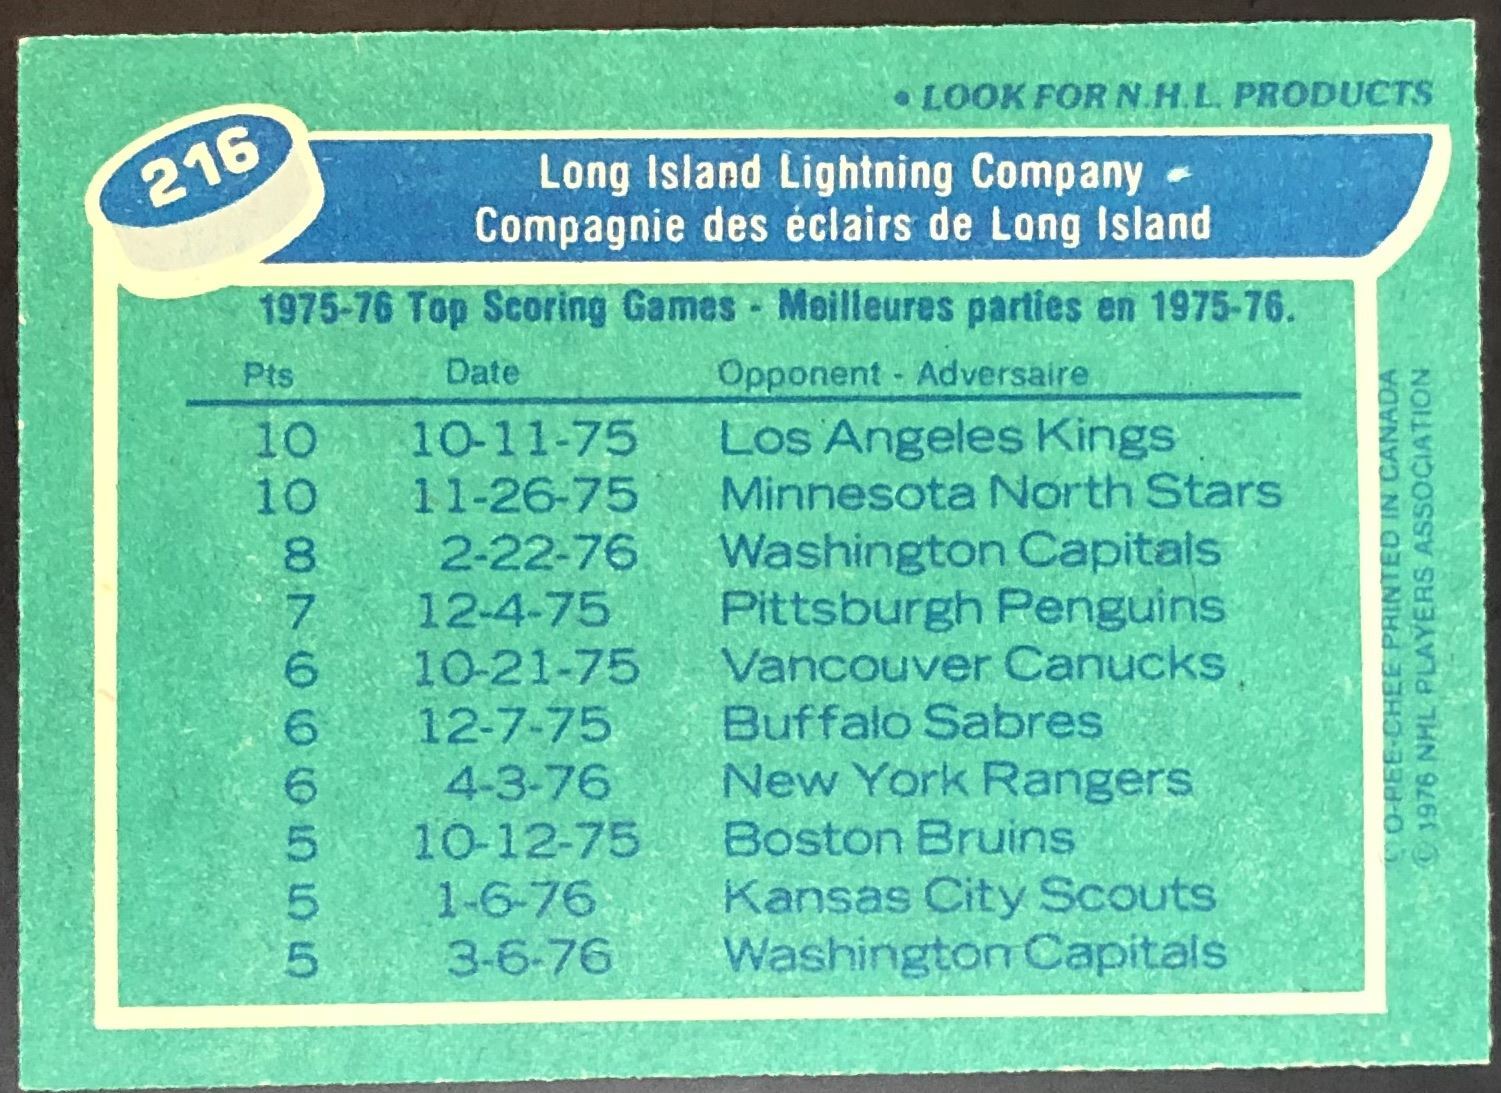 • LOOK FOR N.H.L. PRODUCTS
216
Long Island Lightning Company
Compagnie des éclairs de Long Island
1975-76 Top Scoring Games - Meilleures parties en 1975-76.
Pts Date Opponent - Adversaire
10 10-11-75 Los Angeles Kings
10 11-26-75 Minnesota North Stars
8 2-22-76 Washington Capitals
7 12-4-75 Pittsburgh Penguins
6 10-21-75 Vancouver Canucks
6 12-7-75 Buffalo Sabres
6 4-3-76 New York Rangers
5 10-12-75 Boston Bruins
5 1-6-76 Kansas City Scouts
5 3-6-76 Washington Capitals
© O-PEE-CHEE PRINTED IN CANADA
© 1976 NHL PLAYERS ASSOCIATION